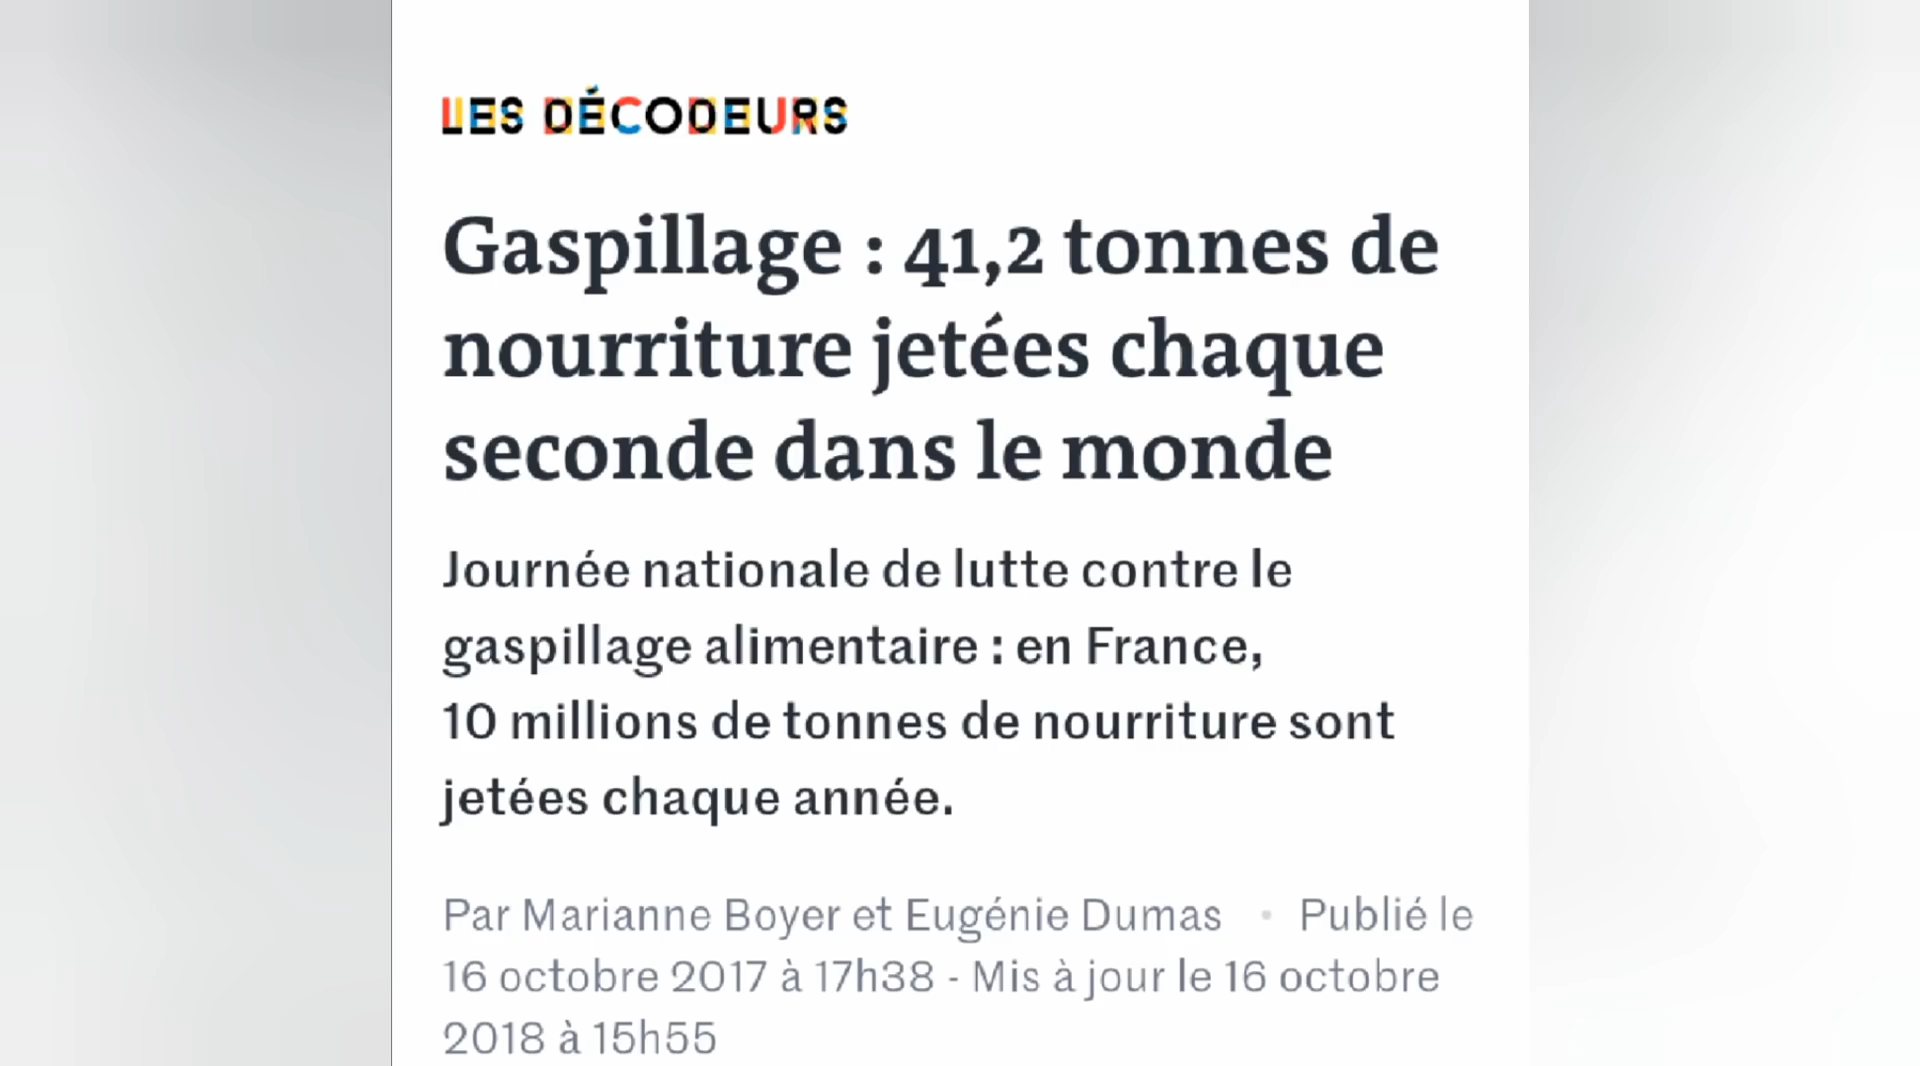 LES DÉCODEURS
Gaspillage : 41,2 tonnes de
nourriture jetées chaque
seconde dans le monde
Journée nationale de lutte contre le
gaspillage alimentaire : en France,
10 millions de tonnes de nourriture sont
jetées chaque année.
Par Marianne Boyer et Eugénie Dumas • Publié le
16 octobre 2017 à 17h38 - Mis à jour le 16 octobre
2018 à 15h55